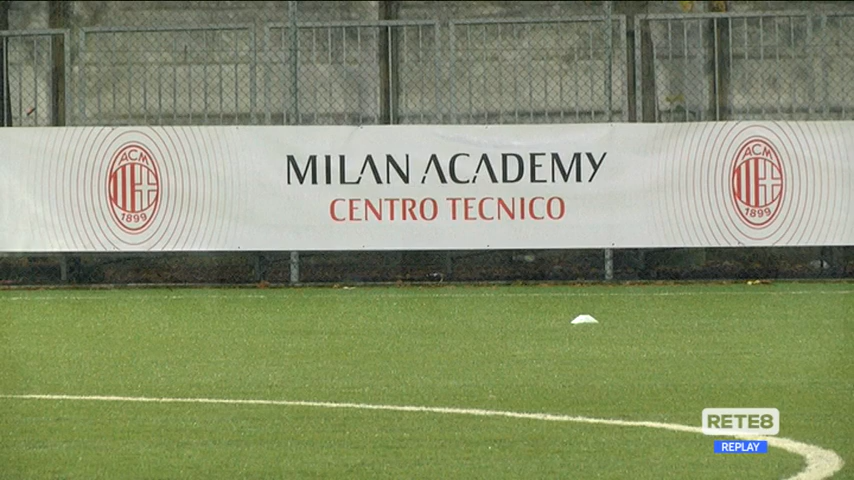 ACM
1899
MILAN ACADEMY
CENTRO TECNICO
ACM
1899
RETE8
REPLAY